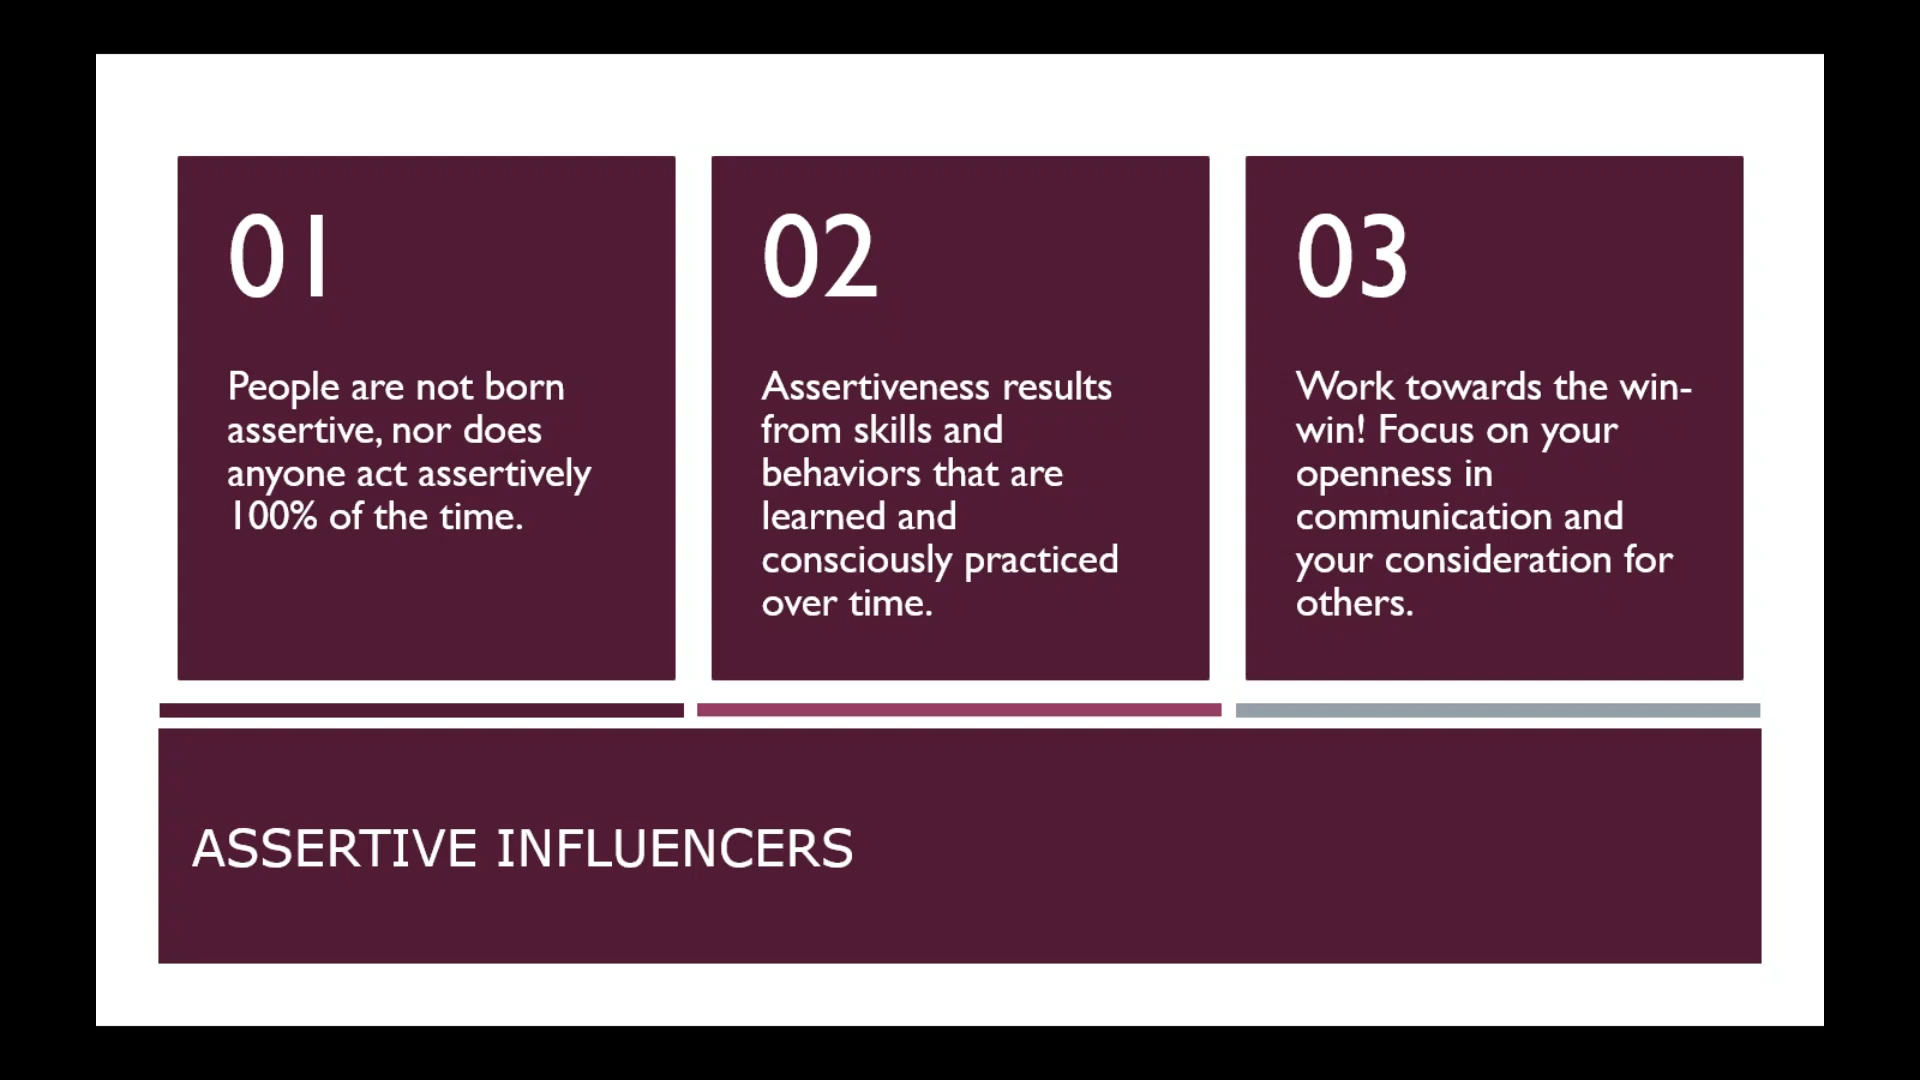 01
People are not born
assertive, nor does
anyone act assertively
100% of the time.
02
Assertiveness results
from skills and
behaviors that are
learned and
consciously practiced
over time.
03
Work towards the win-
win! Focus on your
openness in
communication and
your consideration for
others.
ASSERTIVE INFLUENCERS